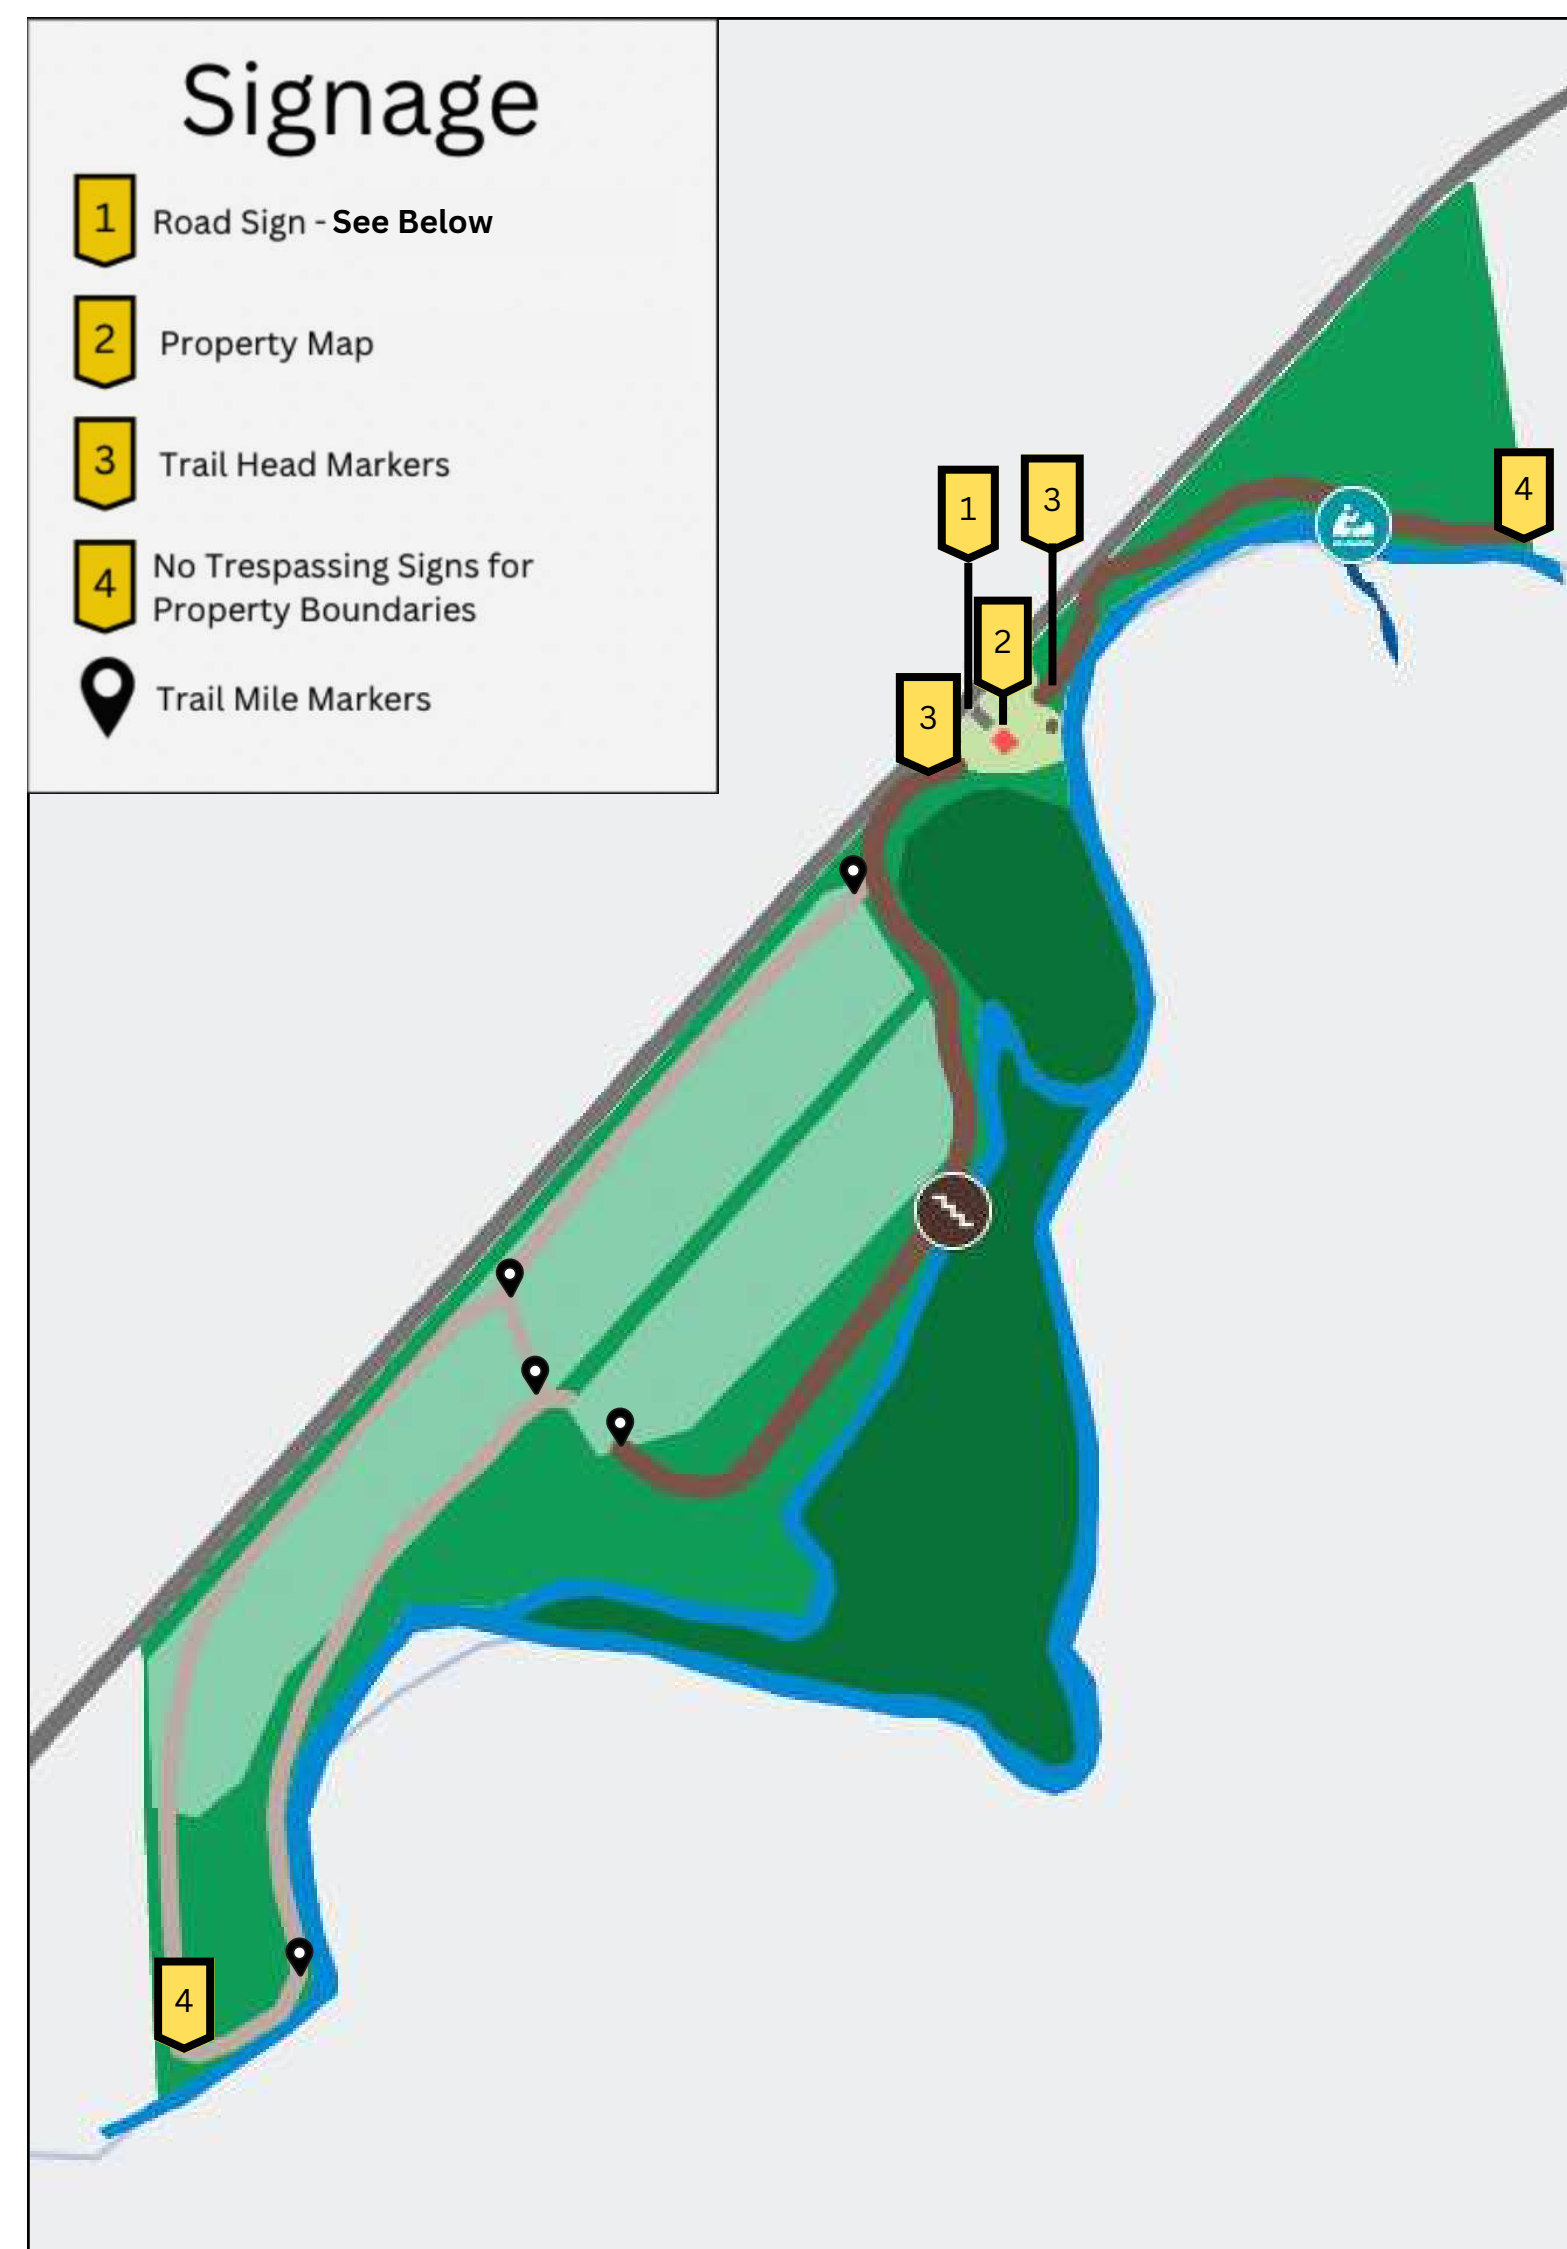 Signage
1 Road Sign - See Below
2 Property Map
3 Trail Head Markers
4 No Trespassing Signs for
Property Boundaries
Trail Mile Markers
3
1
4
2
3
4